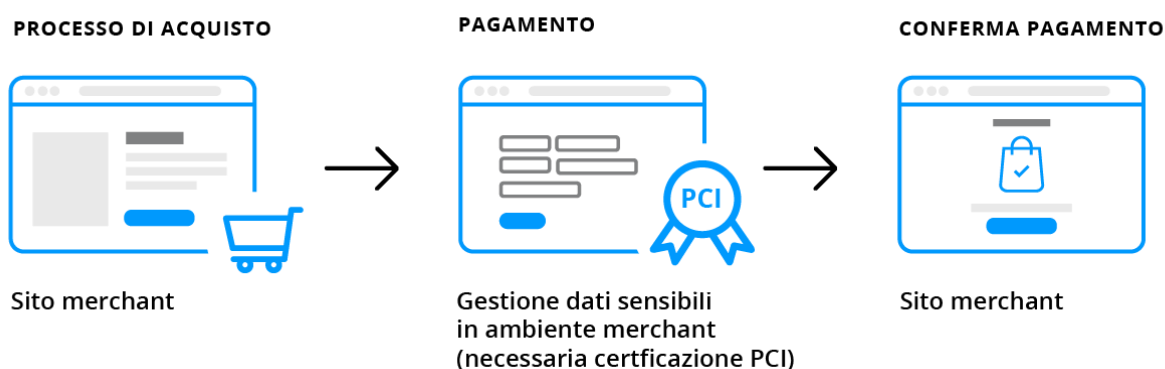 PROCESSO DI ACQUISTO
PAGAMENTO
CONFERMA PAGAMENTO
PCI
Sito merchant
Gestione dati sensibili
in ambiente merchant
(necessaria certficazione PCI)
Sito merchant